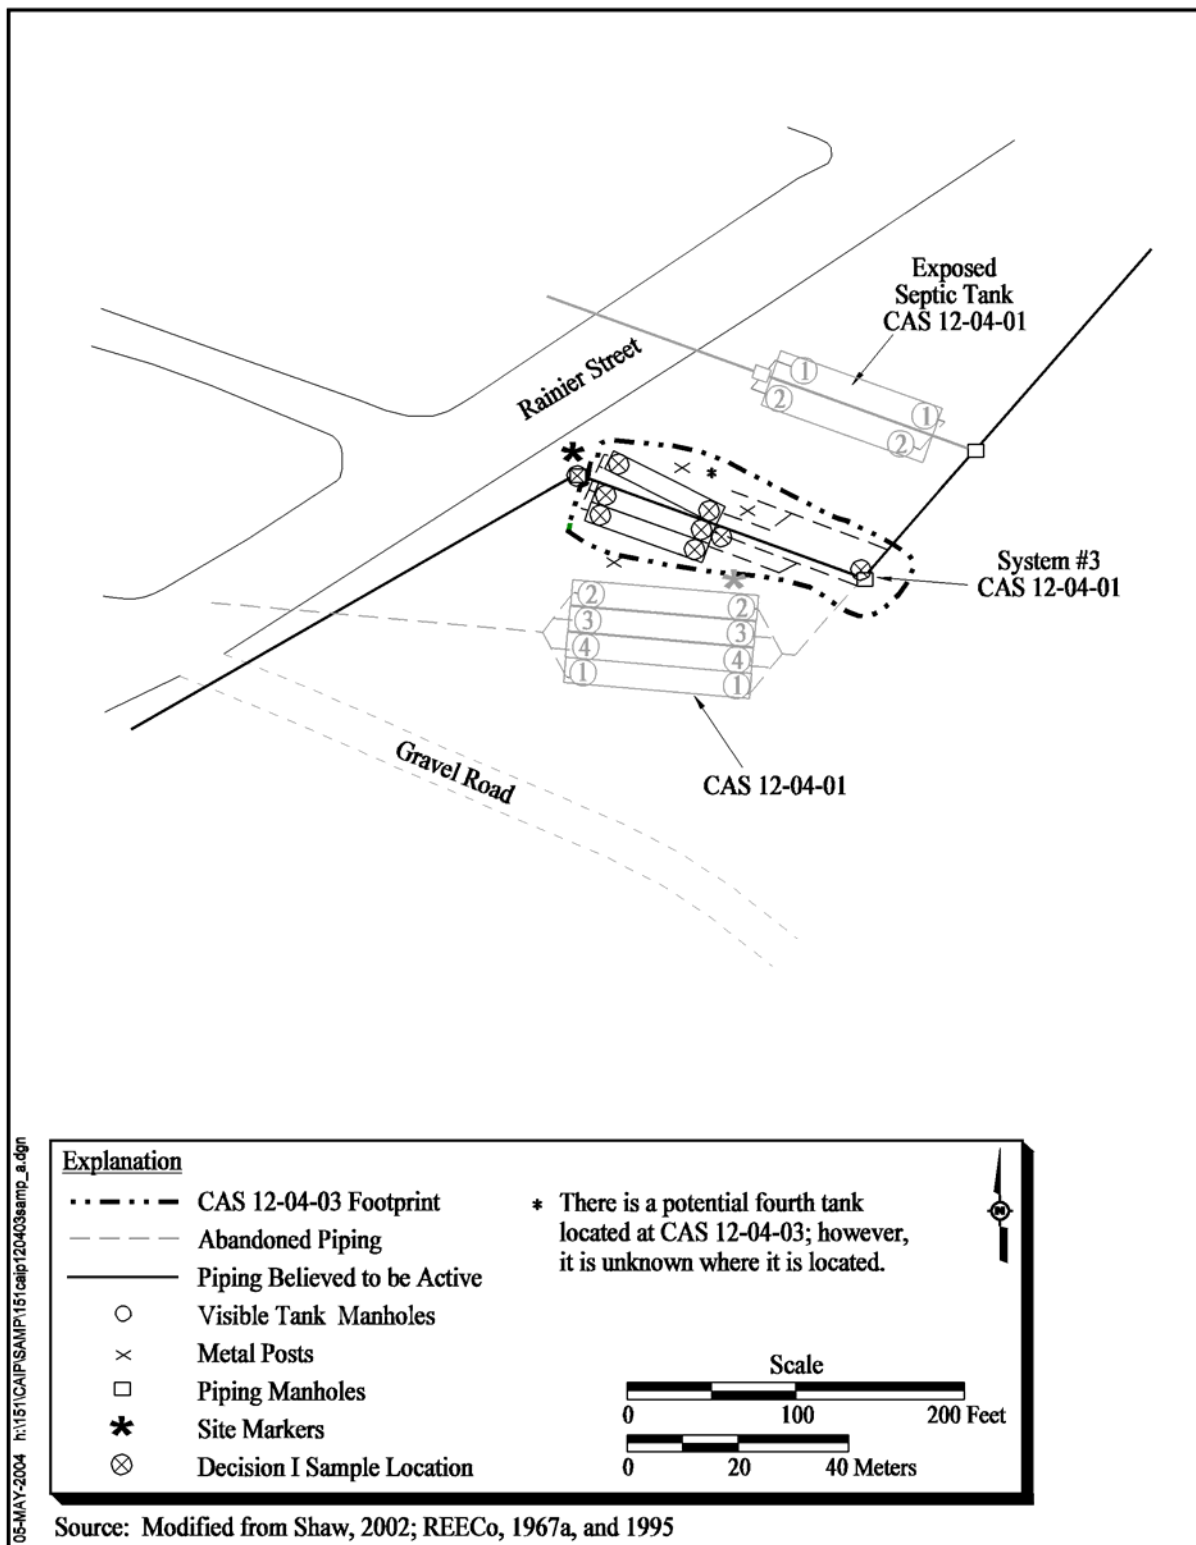 Exposed
Septic Tank
CAS 12-04-01
Rainier Street
1
1
2
2
*
*
*
System #3
CAS 12-04-01
2
2
3
3
4
4
1
1
CAS 12-04-01
Gravel Road
05-MAY-2004 h:\151\CAIP\SAMP\151caip120403samp_a.dgn
Explanation
CAS 12-04-03 Footprint
Abandoned Piping
Piping Believed to be Active
Visible Tank Manholes
Metal Posts
Piping Manholes
* Site Markers
Decision I Sample Location
* There is a potential fourth tank
located at CAS 12-04-03; however,
it is unknown where it is located.
N
Scale
0 100 200 Feet
0 20 40 Meters
Source: Modified from Shaw, 2002; REECo, 1967a, and 1995